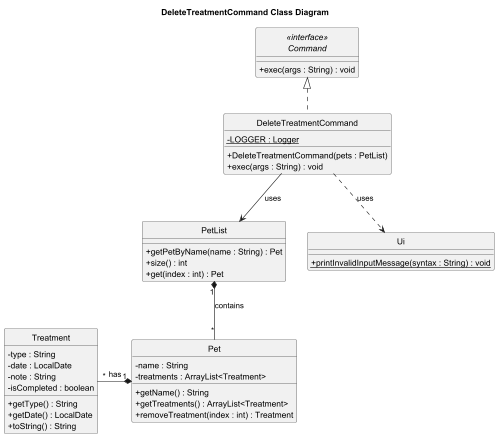 DeleteTreatmentCommand Class Diagram
«interface»
Command
+exec(args : String) : void
DeleteTreatmentCommand
-LOGGER : Logger
+DeleteTreatmentCommand(pets : PetList)
+exec(args : String) : void
uses
uses
PetList
+getPetByName(name : String) : Pet
+size() : int
+get(index : int) : Pet
Ui
+printInvalidInputMessage(syntax : String) : void
1
contains
*
Treatment
-type : String
-date : LocalDate
-note : String
-isCompleted : boolean
+getType() : String
+getDate() : LocalDate
+toString() : String
* has 1
Pet
-name : String
-treatments : ArrayList<Treatment>
+getName() : String
+getTreatments() : ArrayList<Treatment>
+removeTreatment(index : int) : Treatment